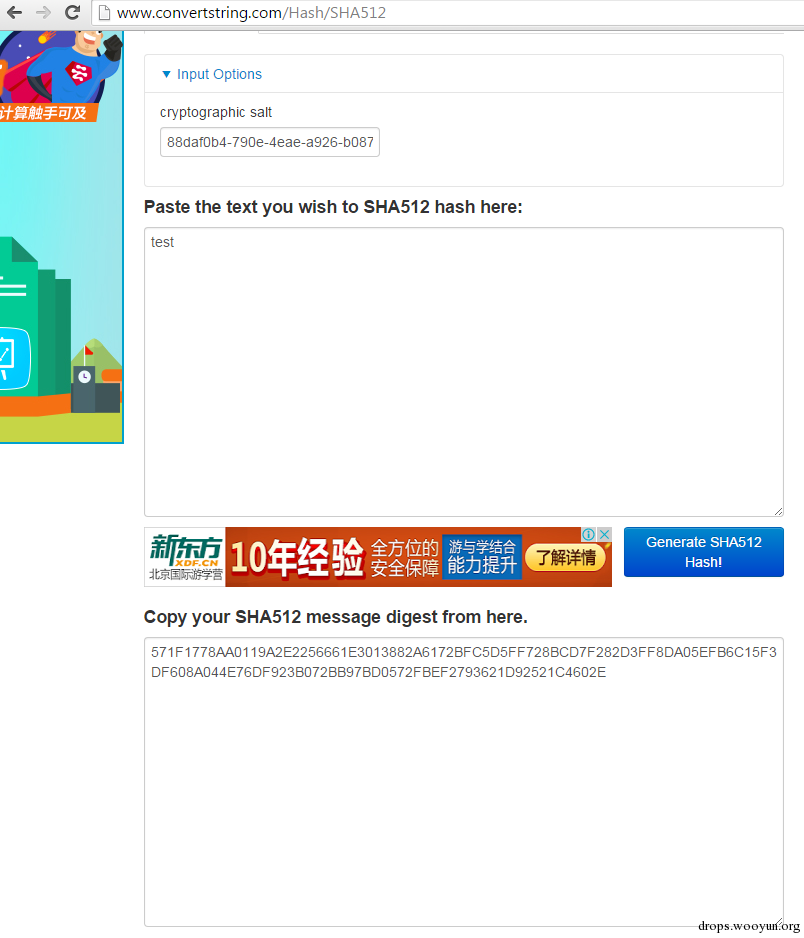 www.convertstring.com/Hash/SHA512
计算触手可及
▼ Input Options
cryptographic salt
88daf0b4-790e-4eae-a926-b087
Paste the text you wish to SHA512 hash here:
test
新东方
XDF.CN
北京国际游学营
10年经验
全方位的
安全保障
游与学结合
能力提升
了解详情
Generate SHA512
Hash!
Copy your SHA512 message digest from here.
571F1778AA0119A2E2256661E3013882A6172BFC5D5FF728BCD7F282D3FF8DA05EFB6C15F3
DF608A044E76DF923B072BB97BD0572FBEF2793621D92521C4602E
drops.wooyun.org